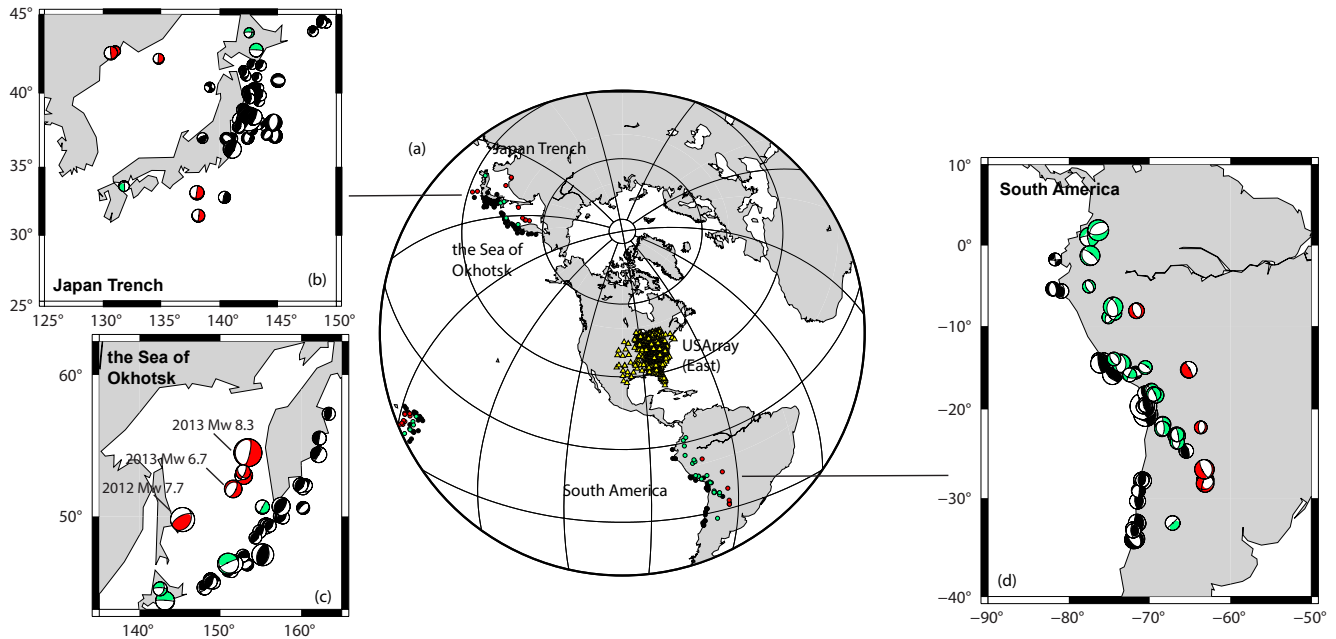 45°
40°
35°
30°
25°
125°
130°
135°
140°
145°
150°
Japan Trench
(b)
the Sea of
Okhotsk
60°
50°
2013 Mw 8.3
2013 Mw 6.7
2012 Mw 7.7
(c)
140°
150°
160°
(a)
Japan Trench
the Sea of
Okhotsk
USArray
(East)
South America
10°
0°
−10°
−20°
−30°
−40°
South America
(d)
−90°
−80°
−70°
−60°
−50°